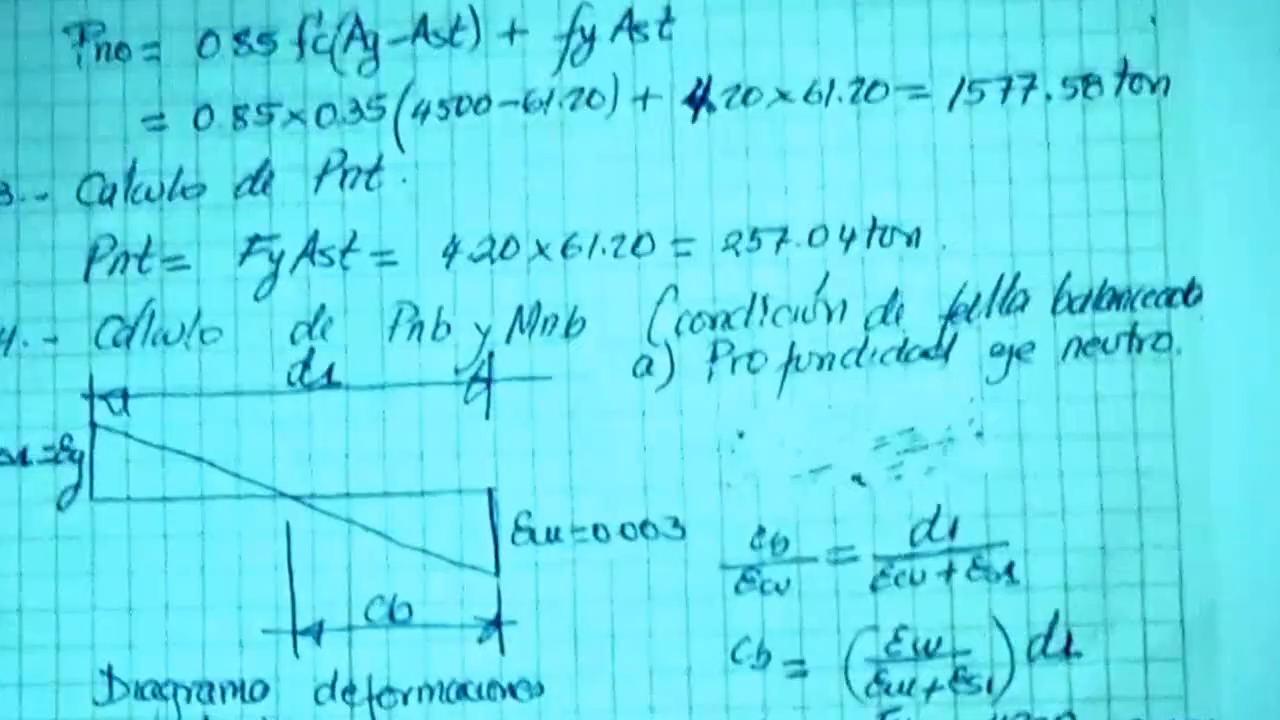 Pno = 0.85 f'c(Ag-Ast) + fy Ast
= 0.85×0.35(4500-61.20) + 4.20×61.20 = 1577.58 ton
3.- Calculo de Pnt.
Pnt = Fy Ast = 4.20×61.20 = 257.04 ton.
4.- Cálculo de Pnb y Mnb (condición de falla balanceada
a) Profundidad eje neutro.
d1
= εy
εcu = 0.003
cb/εcu = d1/(εcu + εs1)
Cb
cb = (εcu/(εcu+εs1)) d1
Diagrama deformaciones